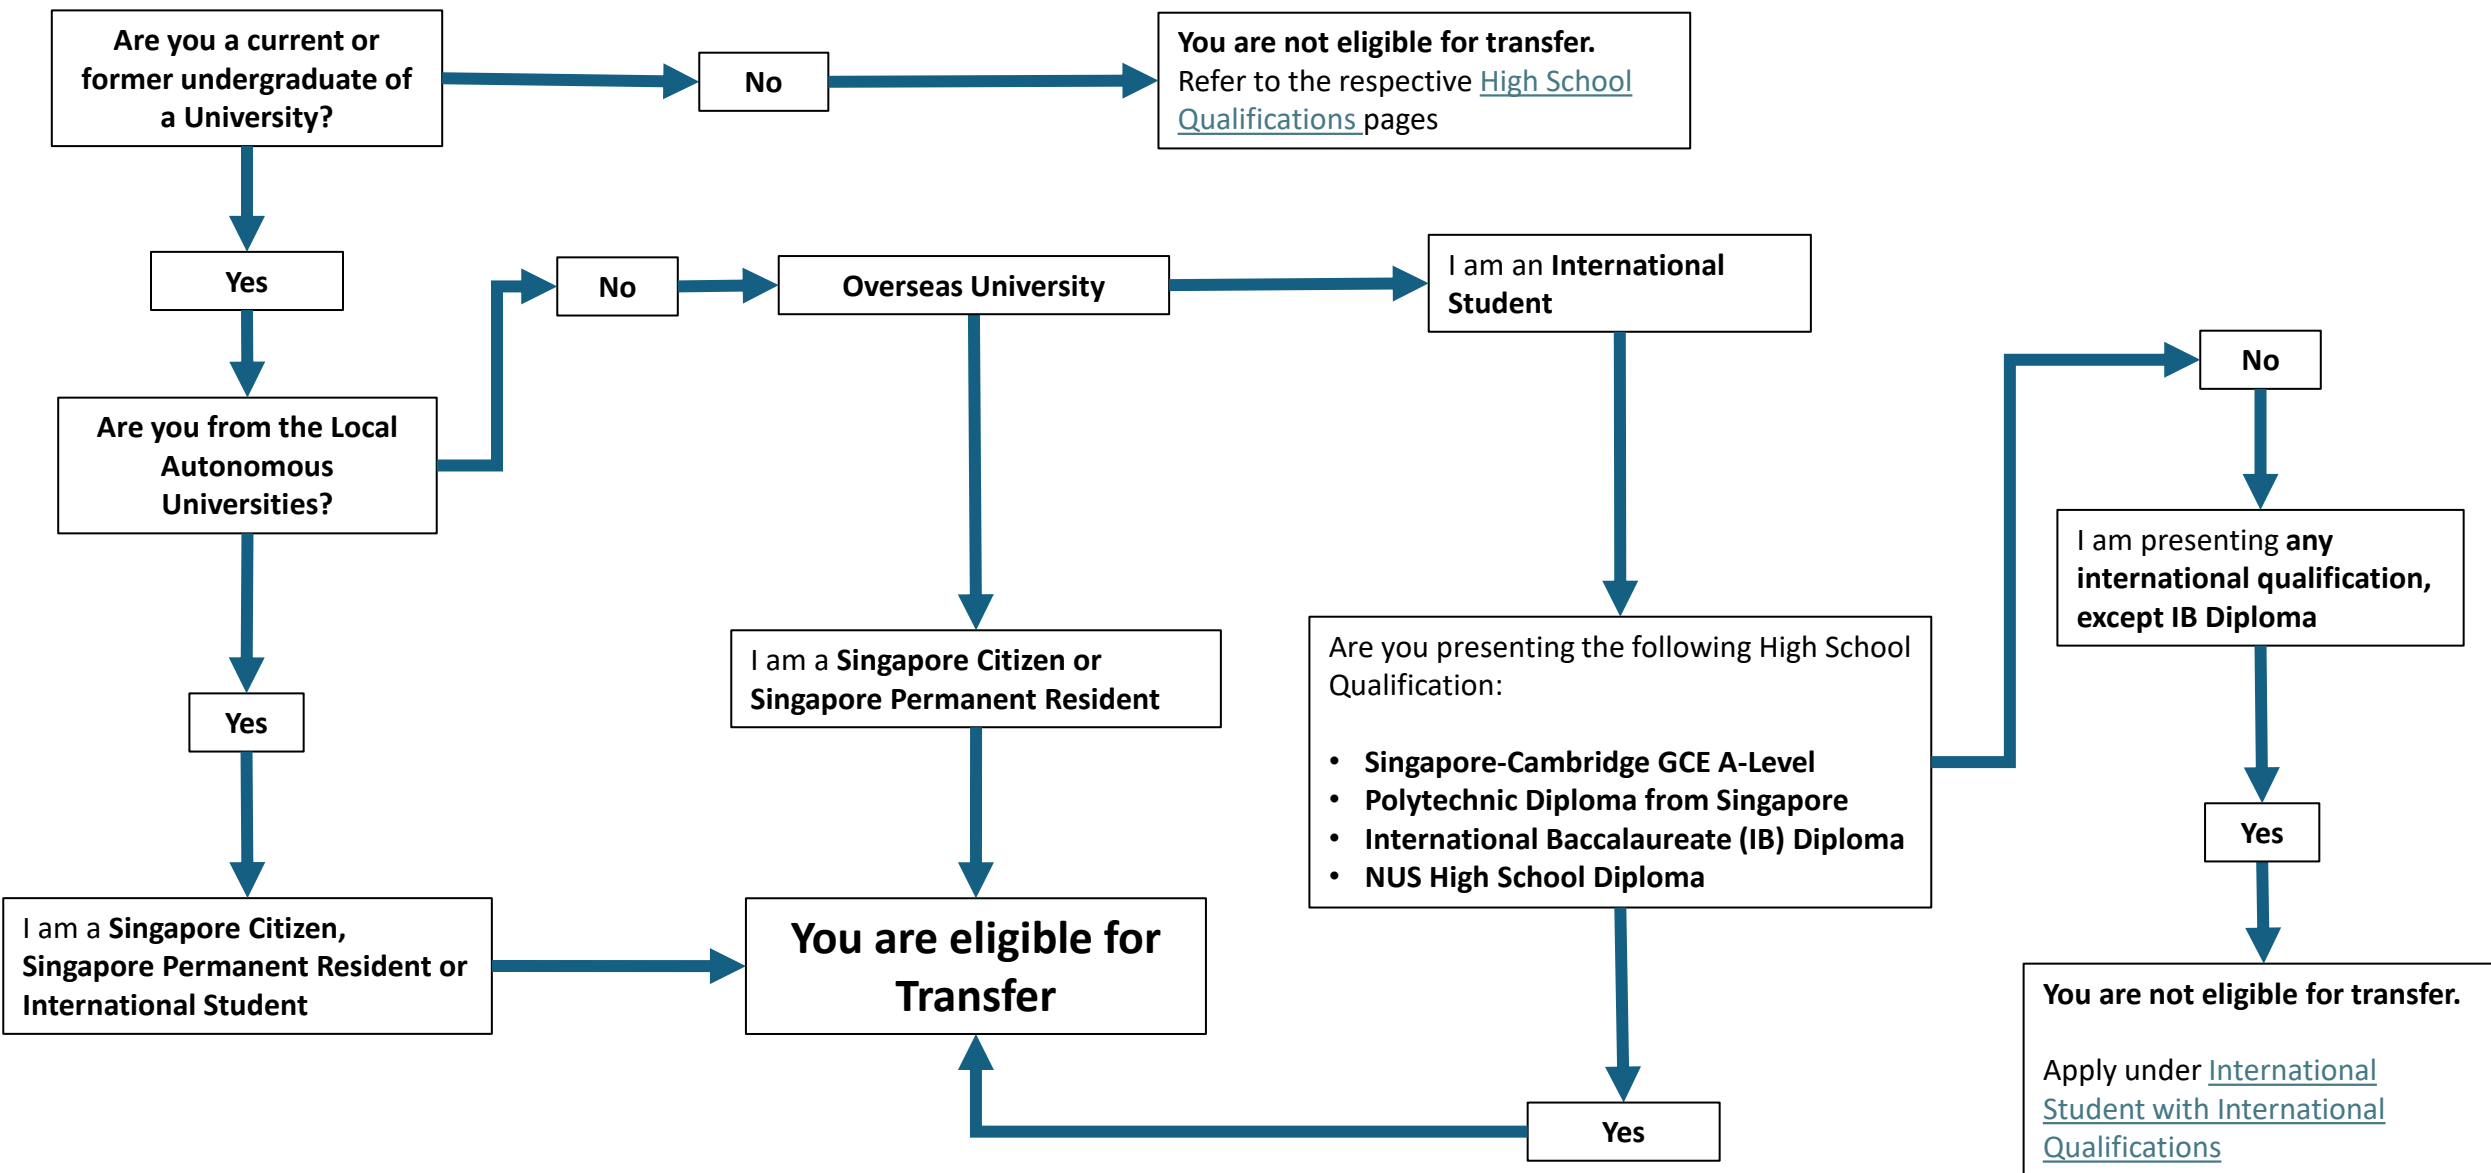 Are you a current or
former undergraduate of
a University?
No
You are not eligible for transfer.
Refer to the respective High School
Qualifications pages
Yes
No
Overseas University
I am an International
Student
No
Are you from the Local
Autonomous
Universities?
I am presenting any
international qualification,
except IB Diploma
I am a Singapore Citizen or
Singapore Permanent Resident
Are you presenting the following High School
Qualification:
• Singapore-Cambridge GCE A-Level
• Polytechnic Diploma from Singapore
• International Baccalaureate (IB) Diploma
• NUS High School Diploma
Yes
Yes
I am a Singapore Citizen,
Singapore Permanent Resident or
International Student
You are eligible for
Transfer
You are not eligible for transfer.
Apply under International
Student with International
Qualifications
Yes